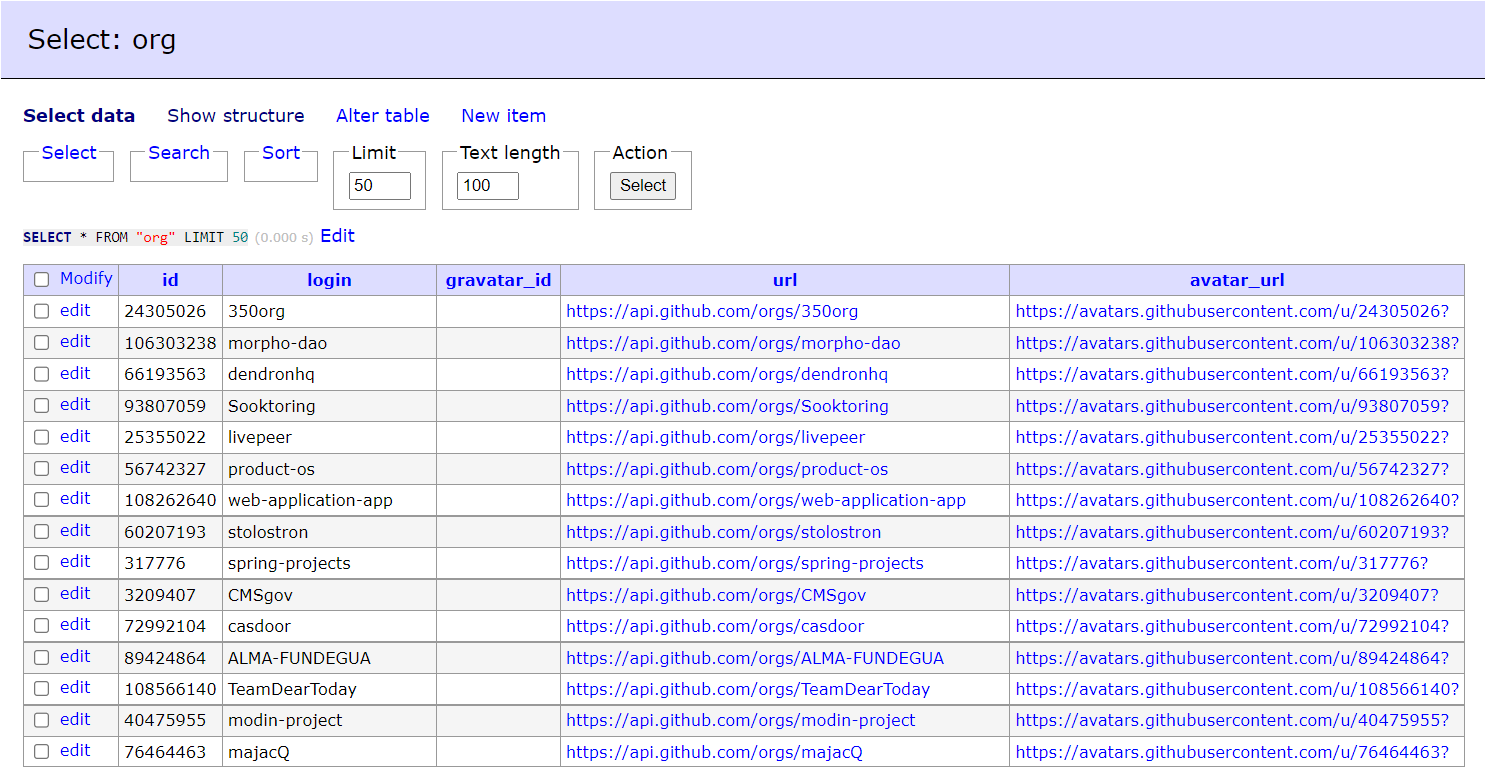 Select: org
Select data Show structure Alter table New item
Select Search Sort Limit Text length Action
50 100 Select
SELECT * FROM "org" LIMIT 50 (0.000 s) Edit
Modify id login gravatar_id url avatar_url
edit 24305026 350org https://api.github.com/orgs/350org https://avatars.githubusercontent.com/u/24305026?
edit 106303238 morpho-dao https://api.github.com/orgs/morpho-dao https://avatars.githubusercontent.com/u/106303238?
edit 66193563 dendronhq https://api.github.com/orgs/dendronhq https://avatars.githubusercontent.com/u/66193563?
edit 93807059 Sooktoring https://api.github.com/orgs/Sooktoring https://avatars.githubusercontent.com/u/93807059?
edit 25355022 livepeer https://api.github.com/orgs/livepeer https://avatars.githubusercontent.com/u/25355022?
edit 56742327 product-os https://api.github.com/orgs/product-os https://avatars.githubusercontent.com/u/56742327?
edit 108262640 web-application-app https://api.github.com/orgs/web-application-app https://avatars.githubusercontent.com/u/108262640?
edit 60207193 stolostron https://api.github.com/orgs/stolostron https://avatars.githubusercontent.com/u/60207193?
edit 317776 spring-projects https://api.github.com/orgs/spring-projects https://avatars.githubusercontent.com/u/317776?
edit 3209407 CMSgov https://api.github.com/orgs/CMSgov https://avatars.githubusercontent.com/u/3209407?
edit 72992104 casdoor https://api.github.com/orgs/casdoor https://avatars.githubusercontent.com/u/72992104?
edit 89424864 ALMA-FUNDEGUA https://api.github.com/orgs/ALMA-FUNDEGUA https://avatars.githubusercontent.com/u/89424864?
edit 108566140 TeamDearToday https://api.github.com/orgs/TeamDearToday https://avatars.githubusercontent.com/u/108566140?
edit 40475955 modin-project https://api.github.com/orgs/modin-project https://avatars.githubusercontent.com/u/40475955?
edit 76464463 majacQ https://api.github.com/orgs/majacQ https://avatars.githubusercontent.com/u/76464463?